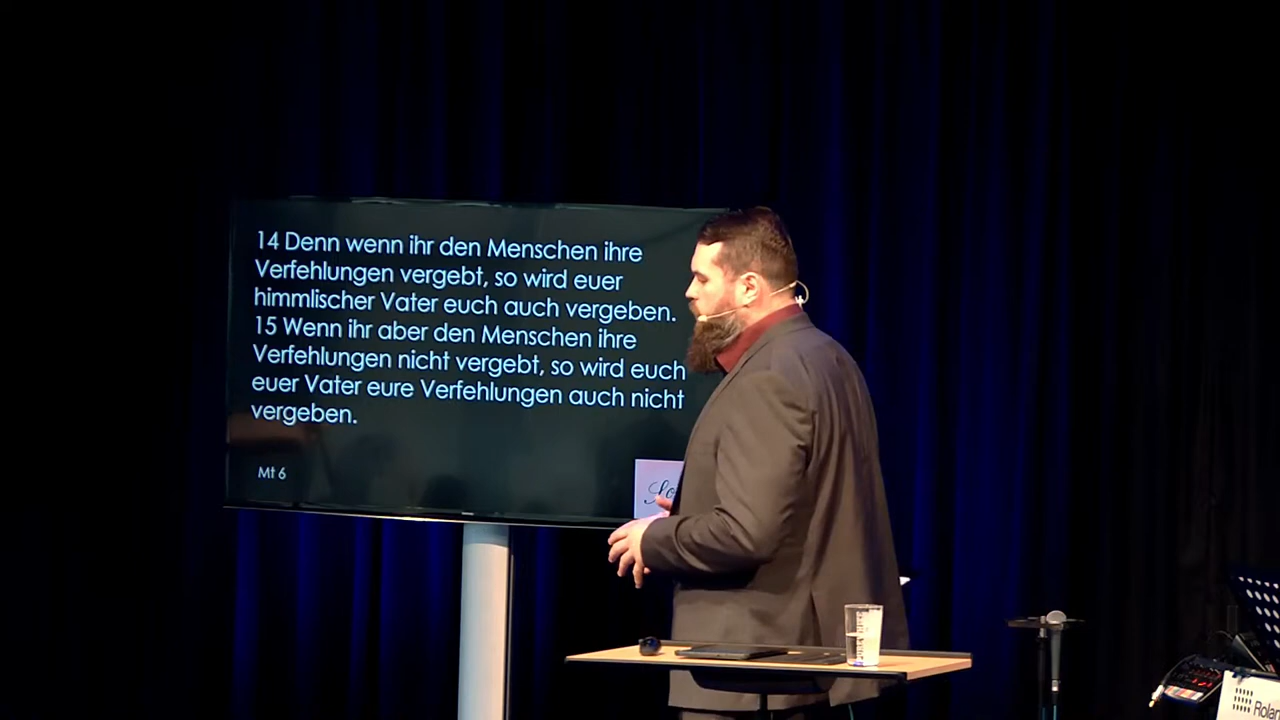 14 Denn wenn ihr den Menschen ihre
Verfehlungen vergebt, so wird euer
himmlischer Vater euch auch vergeben.
15 Wenn ihr aber den Menschen ihre
Verfehlungen nicht vergebt, so wird euch
euer Vater eure Verfehlungen auch nicht
vergeben.
Mt 6